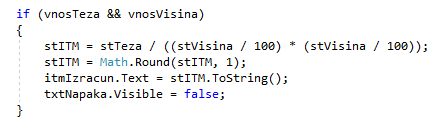 if (vnosTeza && vnosVisina)
{
stITM = stTeza / ((stVisina / 100) * (stVisina / 100));
stITM = Math.Round(stITM, 1);
itmIzracun.Text = stITM.ToString();
txtNapaka.Visible = false;
}